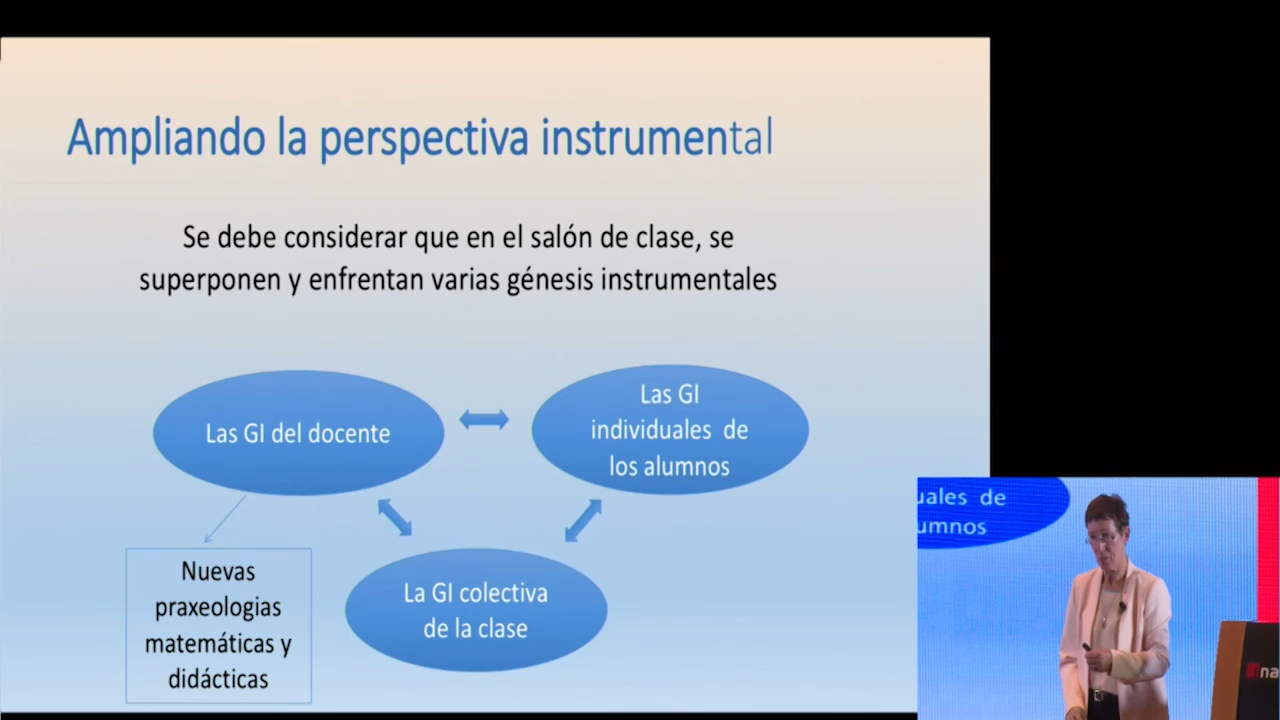 Ampliando la perspectiva instrumental
Se debe considerar que en el salón de clase, se
superponen y enfrentan varias génesis instrumentales
Las GI del docente
Las GI
individuales de
los alumnos
La GI colectiva
de la clase
Nuevas
praxeologias
matemáticas y
didácticas
uales de
umnos
na